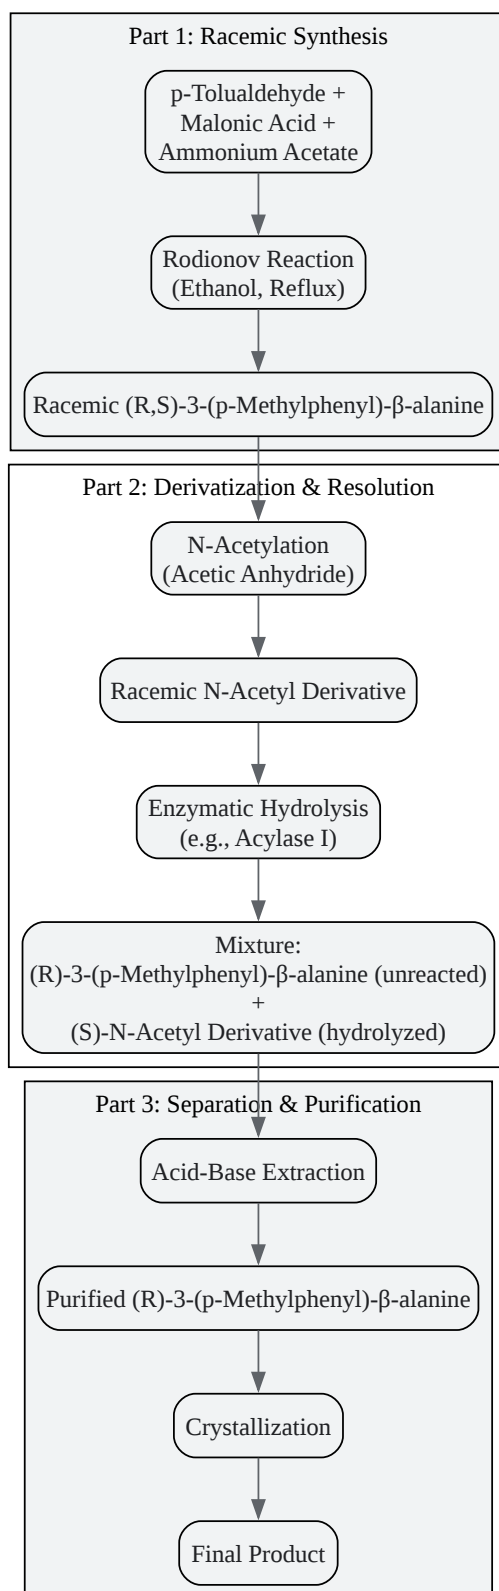 Part 1: Racemic Synthesis
p-Tolualdehyde +
Malonic Acid +
Ammonium Acetate
Rodionov Reaction
(Ethanol, Reflux)
Racemic (R,S)-3-(p-Methylphenyl)-β-alanine
Part 2: Derivatization & Resolution
N-Acetylation
(Acetic Anhydride)
Racemic N-Acetyl Derivative
Enzymatic Hydrolysis
(e.g., Acylase I)
Mixture:
(R)-3-(p-Methylphenyl)-β-alanine (unreacted)
+
(S)-N-Acetyl Derivative (hydrolyzed)
Part 3: Separation & Purification
Acid-Base Extraction
Purified (R)-3-(p-Methylphenyl)-β-alanine
Crystallization
Final Product